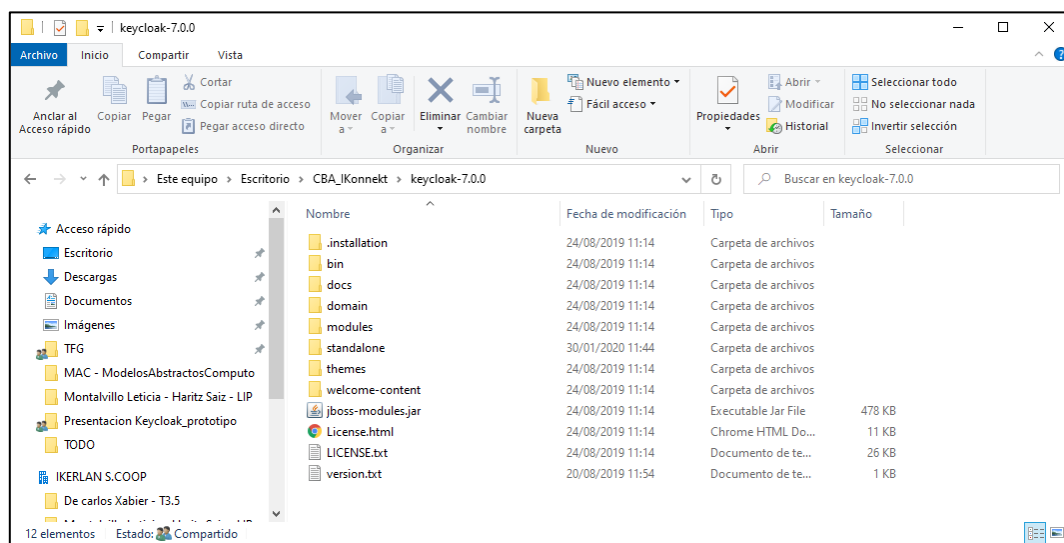 keycloak-7.0.0
Archivo Inicio Compartir Vista
Anclar al Acceso rápido
Copiar
Pegar
Cortar
Copiar ruta de acceso
Pegar acceso directo
Portapapeles
Mover a
Copiar a
Eliminar
Cambiar nombre
Organizar
Nueva carpeta
Nuevo elemento
Fácil acceso
Nuevo
Propiedades
Abrir
Modificar
Historial
Abrir
Seleccionar todo
No seleccionar nada
Invertir selección
Seleccionar
Este equipo > Escritorio > CBA_IKonnekt > keycloak-7.0.0
Buscar en keycloak-7.0.0
Acceso rápido
Escritorio
Descargas
Documentos
Imágenes
TFG
MAC - ModelosAbstractosComputo
Montalvillo Leticia - Haritz Saiz - LIP
Presentacion Keycloak_prototipo
TODO
IKERLAN S.COOP
De carlos Xabier - T3.5
Nombre Fecha de modificación Tipo Tamaño
.installation 24/08/2019 11:14 Carpeta de archivos
bin 24/08/2019 11:14 Carpeta de archivos
docs 24/08/2019 11:14 Carpeta de archivos
domain 24/08/2019 11:14 Carpeta de archivos
modules 24/08/2019 11:14 Carpeta de archivos
standalone 30/01/2020 11:44 Carpeta de archivos
themes 24/08/2019 11:14 Carpeta de archivos
welcome-content 24/08/2019 11:14 Carpeta de archivos
jboss-modules.jar 24/08/2019 11:14 Executable Jar File 478 KB
License.html 24/08/2019 11:14 Chrome HTML Do... 11 KB
LICENSE.txt 24/08/2019 11:14 Documento de te... 26 KB
version.txt 20/08/2019 11:54 Documento de te... 1 KB
12 elementos Estado: Compartido